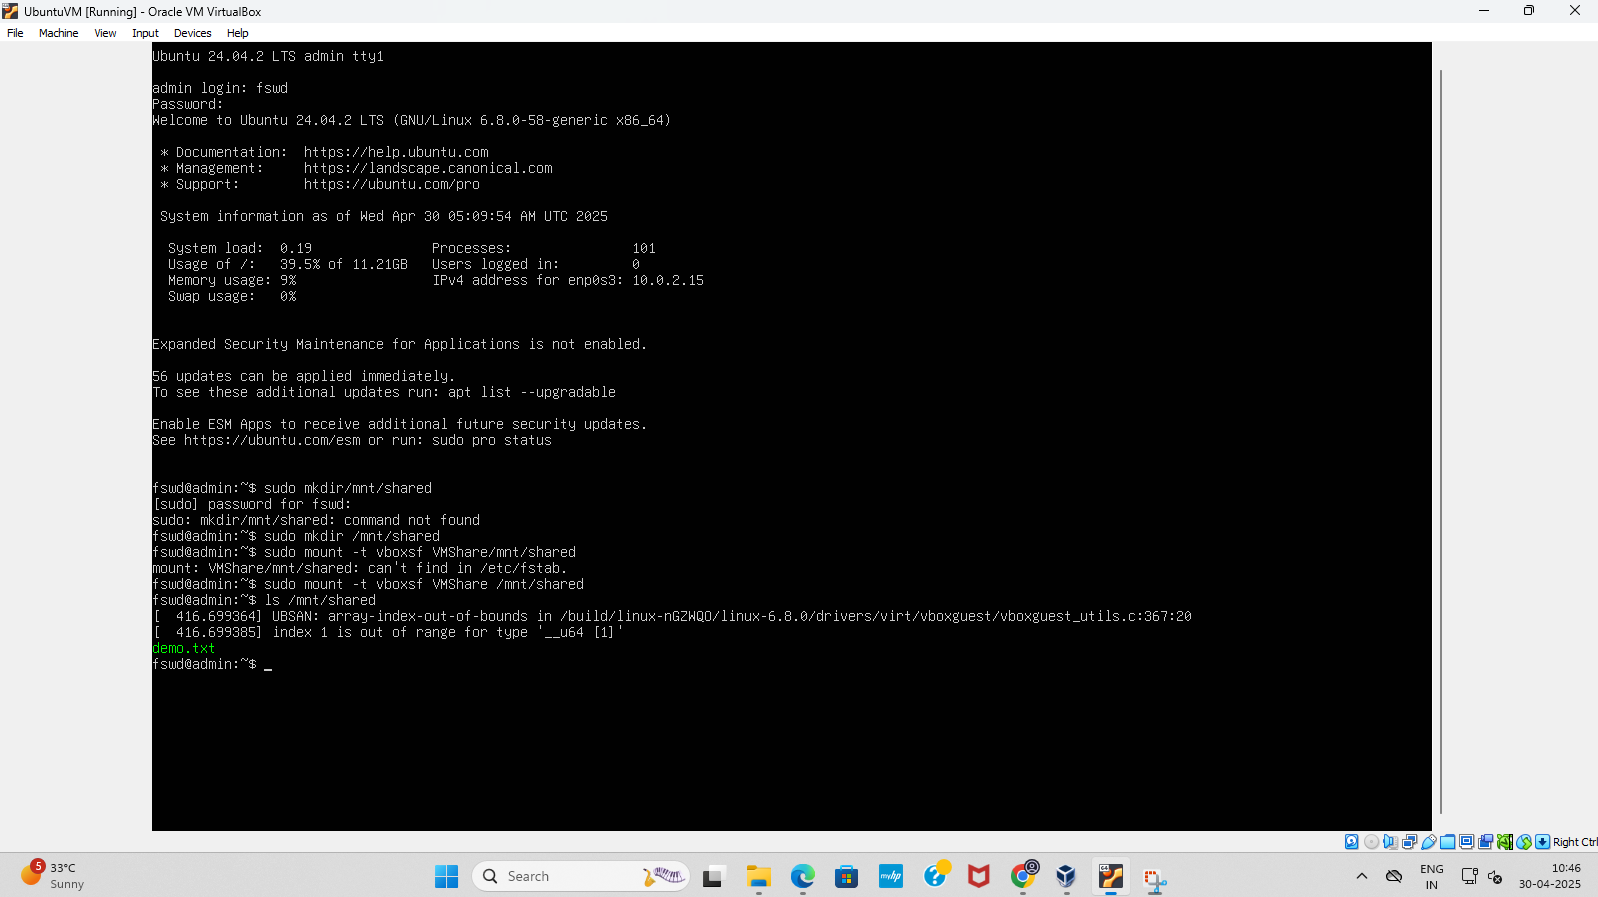 UbuntuVM [Running] - Oracle VM VirtualBox
File Machine View Input Devices Help
Ubuntu 24.04.2 LTS admin tty1
admin login: fswd
Password:
Welcome to Ubuntu 24.04.2 LTS (GNU/Linux 6.8.0-58-generic x86_64)
* Documentation: https://help.ubuntu.com
* Management: https://landscape.canonical.com
* Support: https://ubuntu.com/pro
System information as of Wed Apr 30 05:09:54 AM UTC 2025
System load: 0.19 Processes: 101
Usage of /: 39.5% of 11.21GB Users logged in: 0
Memory usage: 9% IPv4 address for enp0s3: 10.0.2.15
Swap usage: 0%
Expanded Security Maintenance for Applications is not enabled.
56 updates can be applied immediately.
To see these additional updates run: apt list --upgradable
Enable ESM Apps to receive additional future security updates.
See https://ubuntu.com/esm or run: sudo pro status
fswd@admin:~$ sudo mkdir/mnt/shared
[sudo] password for fswd:
sudo: mkdir/mnt/shared: command not found
fswd@admin:~$ sudo mkdir /mnt/shared
fswd@admin:~$ sudo mount -t vboxsf VMShare/mnt/shared
mount: VMShare/mnt/shared: can't find in /etc/fstab.
fswd@admin:~$ sudo mount -t vboxsf VMShare /mnt/shared
fswd@admin:~$ ls /mnt/shared
[  416.699364] UBSAN: array-index-out-of-bounds in /build/linux-nGZWQO/linux-6.8.0/drivers/virt/vboxguest/vboxguest_utils.c:367:20
[  416.699385] index 1 is out of range for type '__u64 [1]'
demo.txt
fswd@admin:~$ _
Right Ctrl
5
33°C
Sunny
Search
myhp
ENG
IN
10:46
30-04-2025